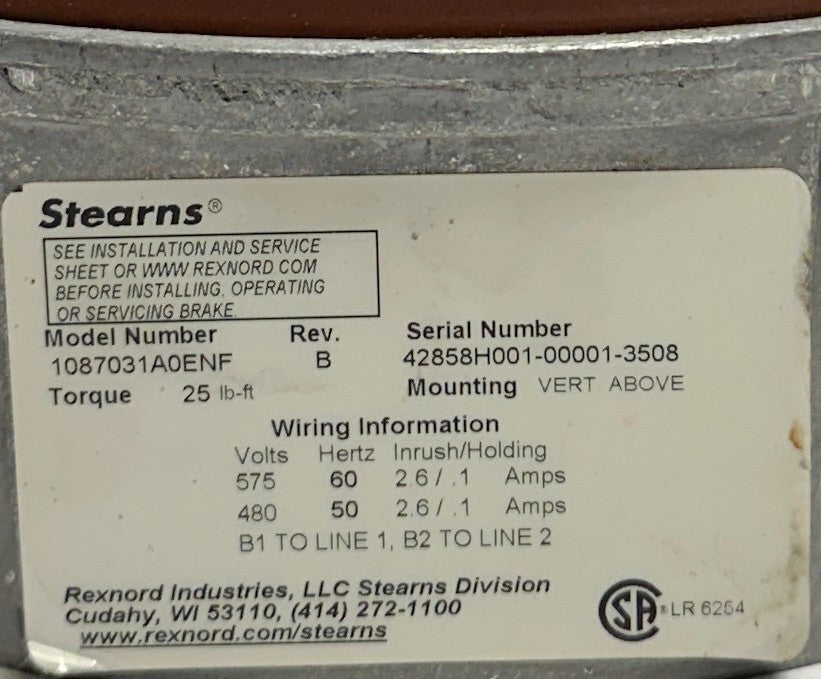 Stearns®
SEE INSTALLATION AND SERVICE
SHEET OR WWW.REXNORD.COM
BEFORE INSTALLING, OPERATING
OR SERVICING BRAKE.
Model Number Rev. Serial Number
1087031A0ENF B 42858H001-00001-3508
Torque 25 lb-ft Mounting VERT ABOVE
Wiring Information
Volts Hertz Inrush/Holding
575 60 2.6 / .1 Amps
480 50 2.6 / .1 Amps
B1 TO LINE 1, B2 TO LINE 2
Rexnord Industries, LLC Stearns Division
Cudahy, WI 53110, (414) 272-1100
www.rexnord.com/stearns
SA® LR 6254